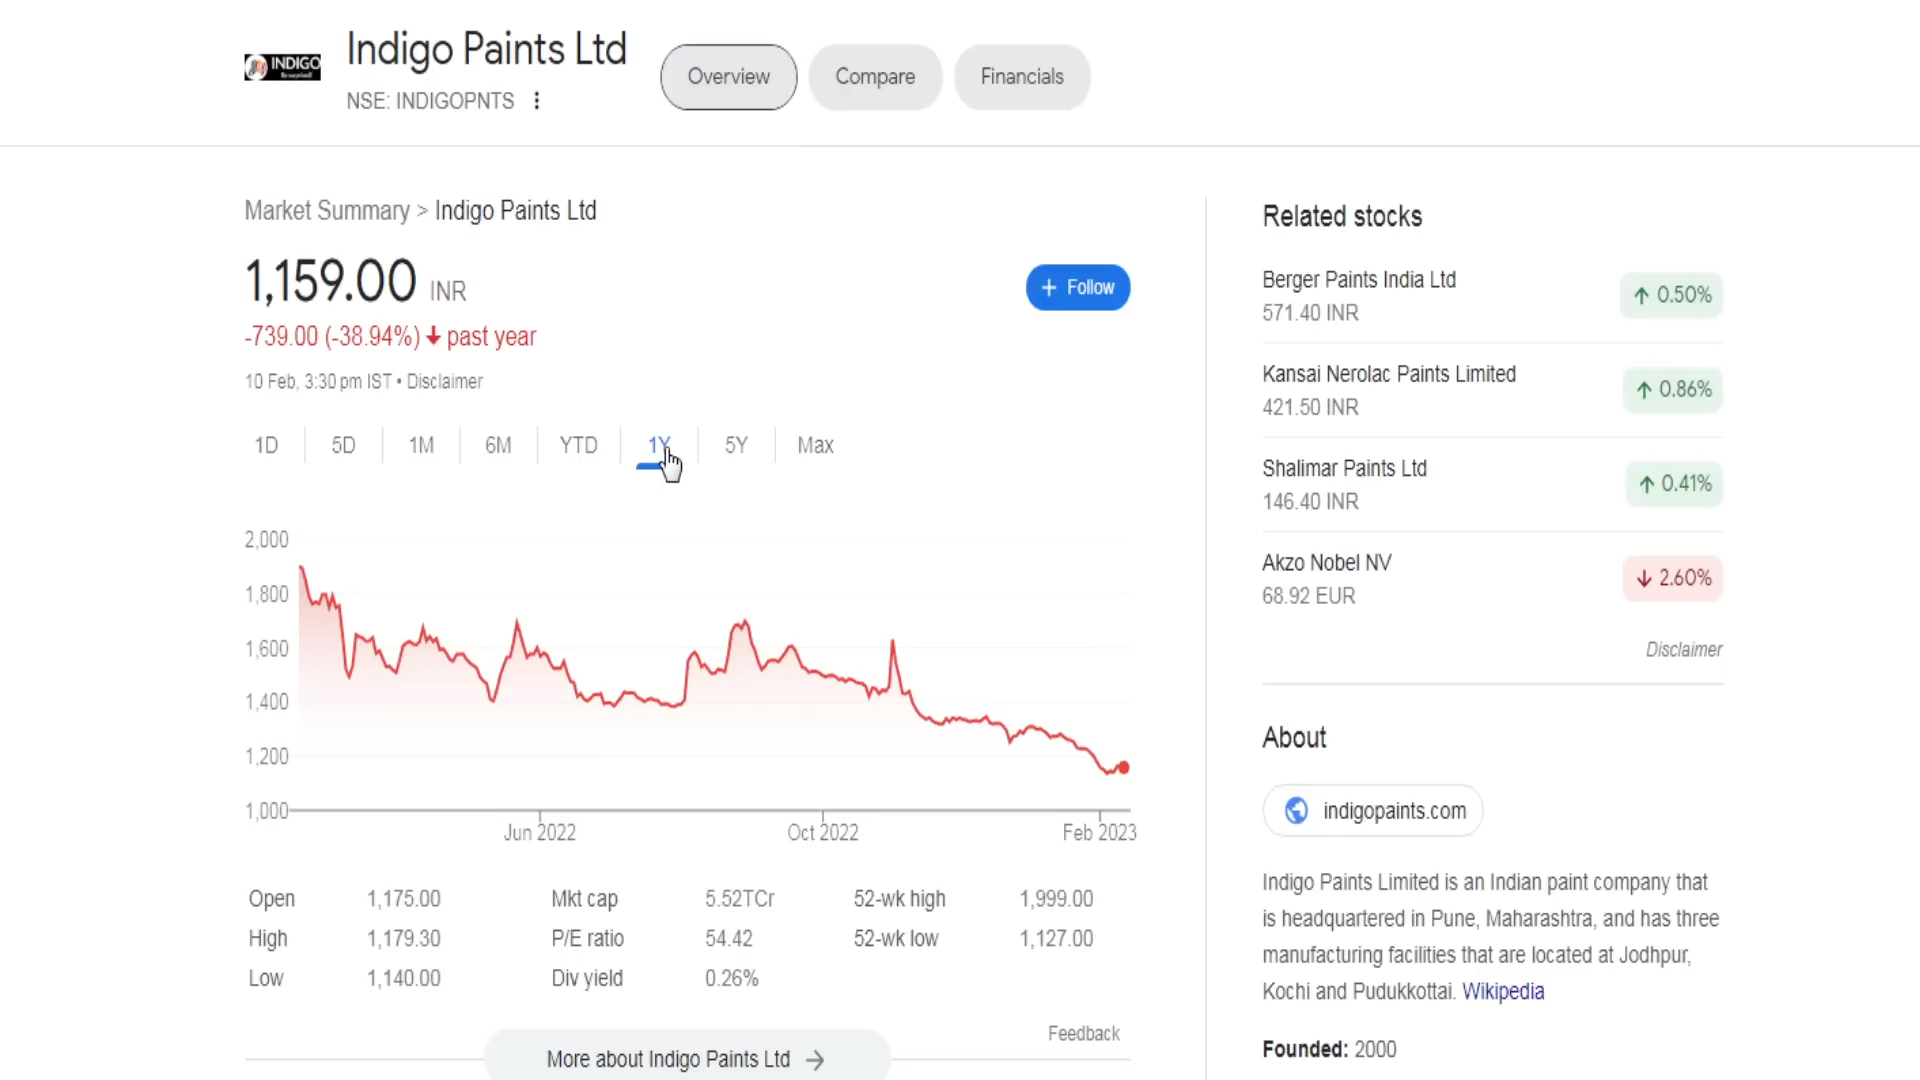 INDIGO
Be surprised!
Indigo Paints Ltd
NSE: INDIGOPNTS
Overview
Compare
Financials
Market Summary > Indigo Paints Ltd
1,159.00 INR
+ Follow
-739.00 (-38.94%) ↓ past year
10 Feb, 3:30 pm IST • Disclaimer
1D 5D 1M 6M YTD 1Y 5Y Max
2,000
1,800
1,600
1,400
1,200
1,000
Jun 2022 Oct 2022 Feb 2023
Open 1,175.00 Mkt cap 5.52TCr 52-wk high 1,999.00
High 1,179.30 P/E ratio 54.42 52-wk low 1,127.00
Low 1,140.00 Div yield 0.26%
Feedback
More about Indigo Paints Ltd →
Related stocks
Berger Paints India Ltd
571.40 INR
↑ 0.50%
Kansai Nerolac Paints Limited
421.50 INR
↑ 0.86%
Shalimar Paints Ltd
146.40 INR
↑ 0.41%
Akzo Nobel NV
68.92 EUR
↓ 2.60%
Disclaimer
About
indigopaints.com
Indigo Paints Limited is an Indian paint company that
is headquartered in Pune, Maharashtra, and has three
manufacturing facilities that are located at Jodhpur,
Kochi and Pudukkottai. Wikipedia
Founded: 2000